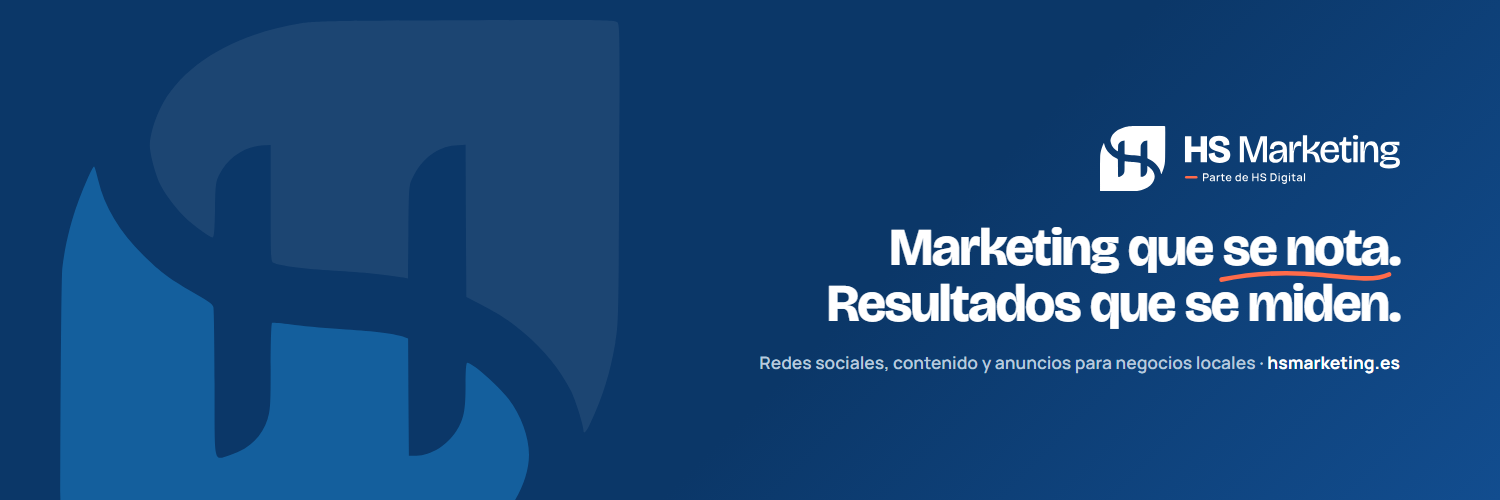 HS Marketing
Parte de HS Digital
Marketing que se nota.
Resultados que se miden.
Redes sociales, contenido y anuncios para negocios locales · hsmarketing.es